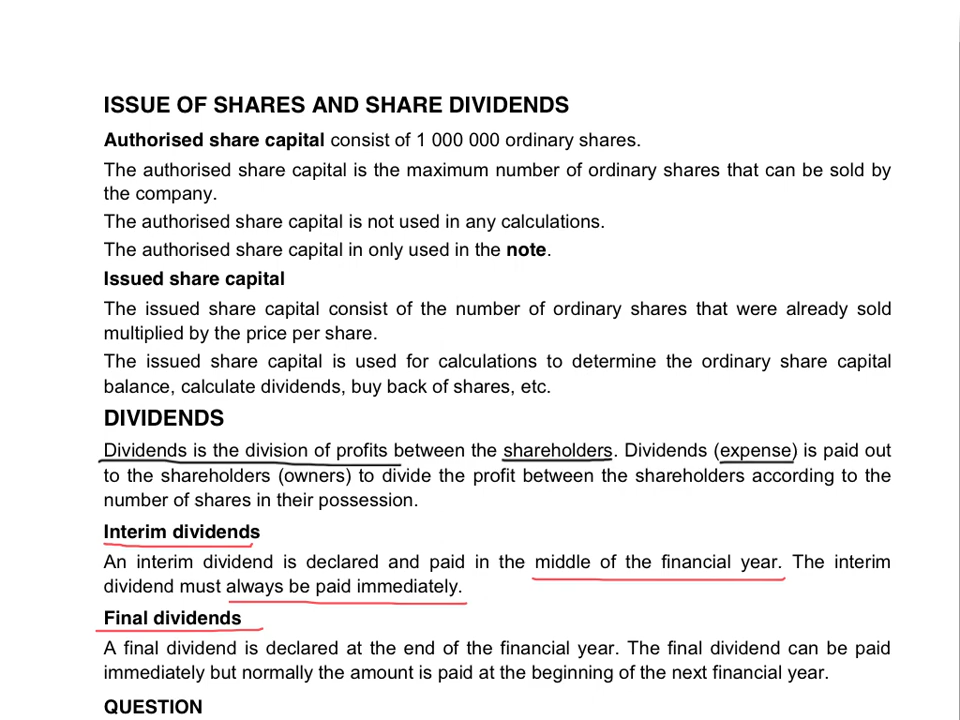 ISSUE OF SHARES AND SHARE DIVIDENDS
Authorised share capital consist of 1 000 000 ordinary shares.
The authorised share capital is the maximum number of ordinary shares that can be sold by
the company.
The authorised share capital is not used in any calculations.
The authorised share capital in only used in the note.
Issued share capital
The issued share capital consist of the number of ordinary shares that were already sold
multiplied by the price per share.
The issued share capital is used for calculations to determine the ordinary share capital
balance, calculate dividends, buy back of shares, etc.
DIVIDENDS
Dividends is the division of profits between the shareholders. Dividends (expense) is paid out
to the shareholders (owners) to divide the profit between the shareholders according to the
number of shares in their possession.
Interim dividends
An interim dividend is declared and paid in the middle of the financial year. The interim
dividend must always be paid immediately.
Final dividends
A final dividend is declared at the end of the financial year. The final dividend can be paid
immediately but normally the amount is paid at the beginning of the next financial year.
QUESTION